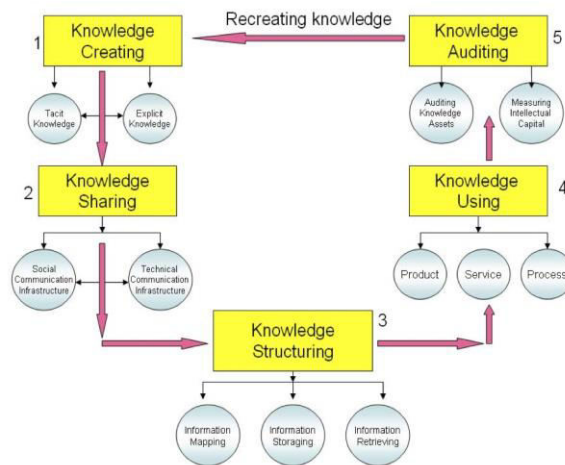 Recreating knowledge
1
Knowledge
Creating
Knowledge
Auditing
5
Tacit
Knowledge
Explicit
Knowledge
Auditing
Knowledge
Assets
Measuring
Intellectual
Capital
2
Knowledge
Sharing
Knowledge
Using
4
Social
Communication
Infrastructure
Technical
Communication
Infrastructure
Product
Service
Process
Knowledge
Structuring
3
Information
Mapping
Information
Storaging
Information
Retrieving